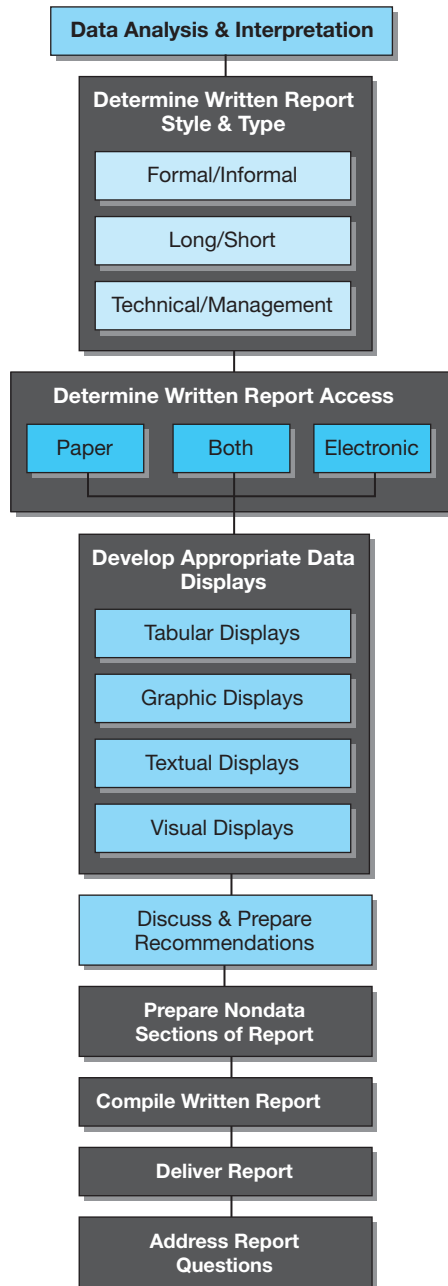 Data Analysis & Interpretation
Determine Written Report
Style & Type
Formal/Informal
Long/Short
Technical/Management
Determine Written Report Access
Paper
Both
Electronic
Develop Appropriate Data
Displays
Tabular Displays
Graphic Displays
Textual Displays
Visual Displays
Discuss & Prepare
Recommendations
Prepare Nondata
Sections of Report
Compile Written Report
Deliver Report
Address Report
Questions